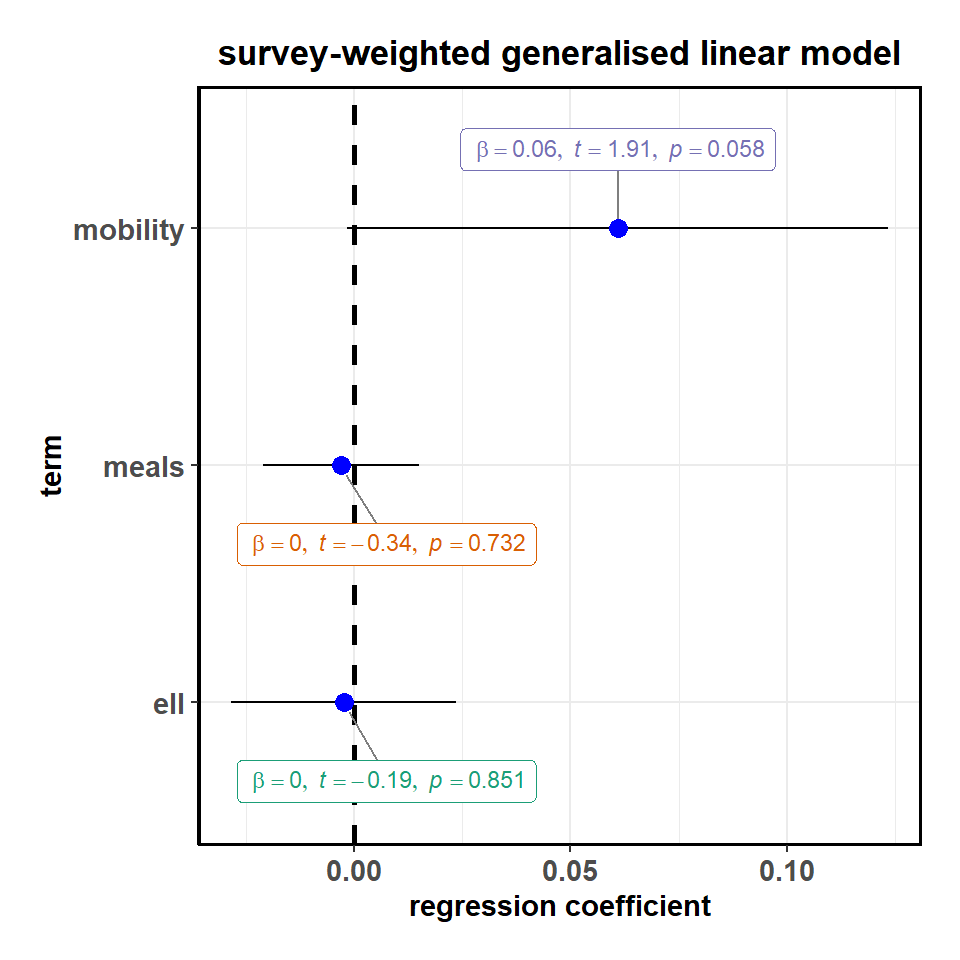 survey-weighted generalised linear model
β = 0.06, t = 1.91, p = 0.058
mobility
term
meals
β = 0, t = −0.34, p = 0.732
ell
β = 0, t = −0.19, p = 0.851
0.00 0.05 0.10
regression coefficient